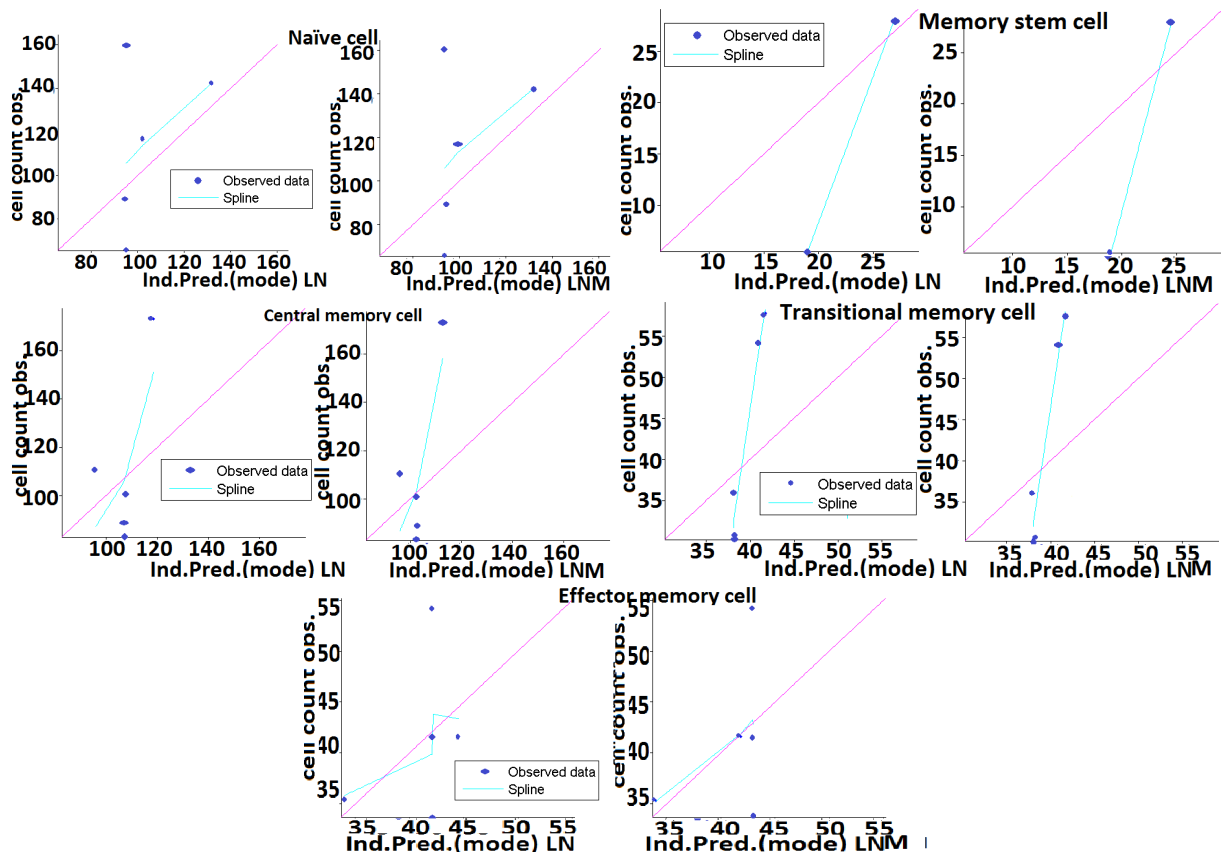 Naïve cell
cell count obs.
160
140
120
100
80
Observed data
Spline
80 100 120 140 160
Ind.Pred.(mode) LN
cell count obs.
160
140
120
100
80
80 100 120 140 160
Ind.Pred.(mode) LNM
Memory stem cell
cell count obs.
25
20
29
15
10
Observed data
Spline
10 15 19 20 25
Ind.Pred.(mode) LN
cell count obs.
25
20
29
15
10
10 15 19 20 25
Ind.Pred.(mode) LNM
Central memory cell
cell count obs.
160
140
120
100
Observed data
Spline
100 120 140 160
Ind.Pred.(mode) LN
cell count obs.
160
140
120
100
100 120 140 160
Ind.Pred.(mode) LNM
Transitional memory cell
cell count obs.
55
50
45
40
35
Observed data
Spline
35 40 45 50 55
Ind.Pred.(mode) LN
cell count obs.
55
50
45
40
35
35 40 45 50 55
Ind.Pred.(mode) LNM
Effector memory cell
cell count obs.
55
50
45
40
35
Observed data
Spline
35 40 45 50 55
Ind.Pred.(mode) LN
cell count obs.
55
50
45
40
35
35 40 45 50 55
Ind.Pred.(mode) LNM